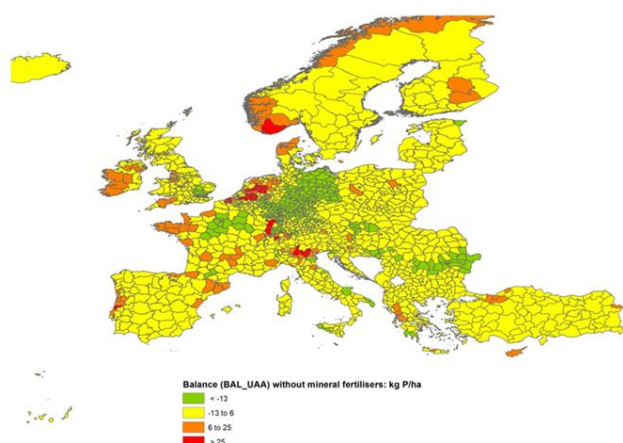 Balance (BAL_UAA) without mineral fertilisers: kg P/ha
< -13
-13 to 6
6 to 25
> 25